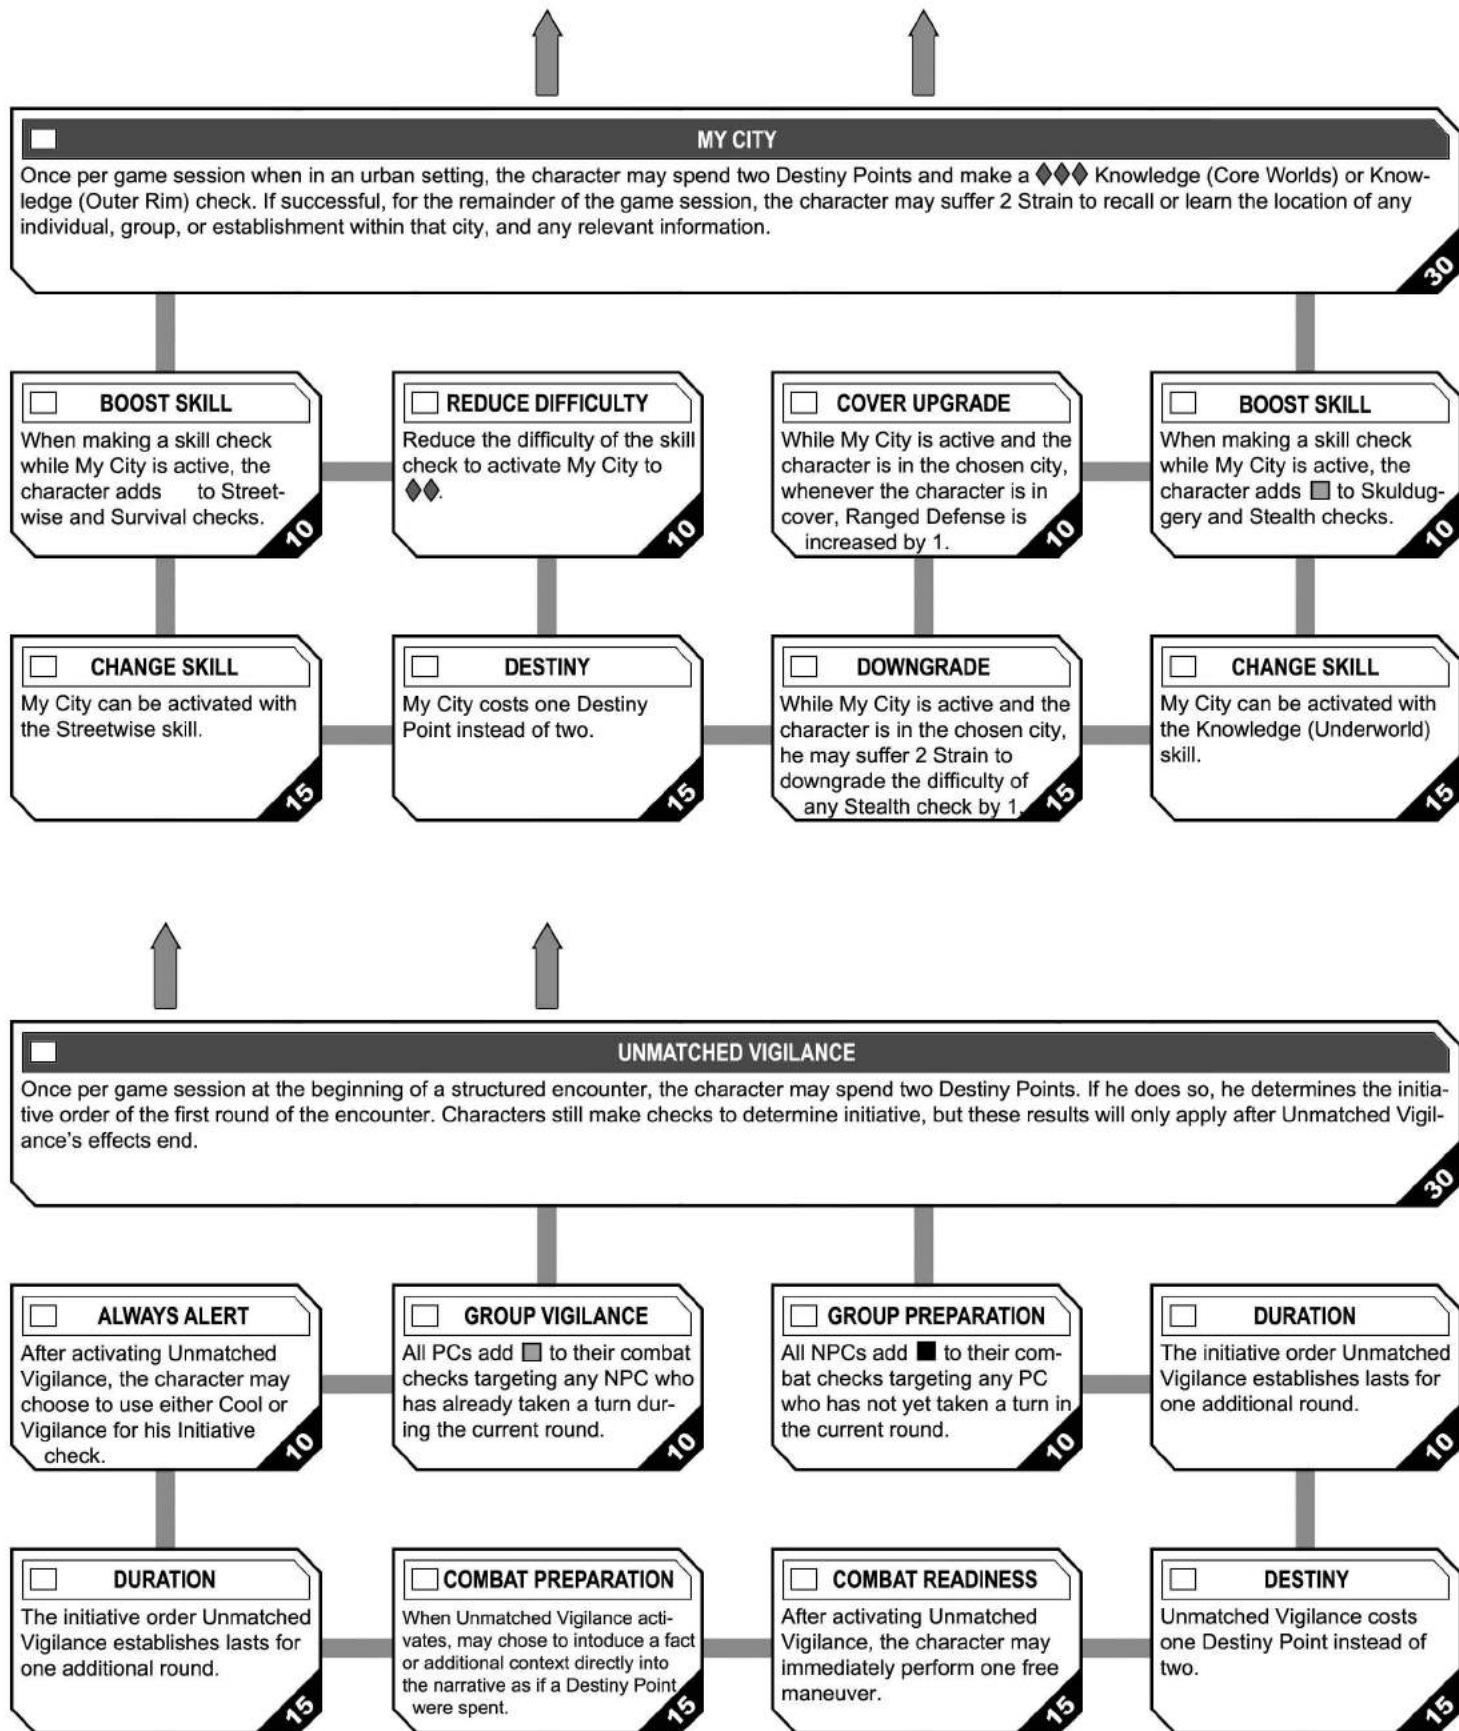 MY CITY
Once per game session when in an urban setting, the character may spend two Destiny Points and make a ♦♦♦ Knowledge (Core Worlds) or Know-
ledge (Outer Rim) check. If successful, for the remainder of the game session, the character may suffer 2 Strain to recall or learn the location of any
individual, group, or establishment within that city, and any relevant information.
30
BOOST SKILL
When making a skill check
while My City is active, the
character adds to Street-
wise and Survival checks.
10
REDUCE DIFFICULTY
Reduce the difficulty of the skill
check to activate My City to
♦♦.
10
COVER UPGRADE
While My City is active and the
character is in the chosen city,
whenever the character is in
cover, Ranged Defense is
increased by 1.
10
BOOST SKILL
When making a skill check
while My City is active, the
character adds ■ to Skuldug-
gery and Stealth checks.
10
CHANGE SKILL
My City can be activated with
the Streetwise skill.
15
DESTINY
My City costs one Destiny
Point instead of two.
15
DOWNGRADE
While My City is active and the
character is in the chosen city,
he may suffer 2 Strain to
downgrade the difficulty of
any Stealth check by 1.
15
CHANGE SKILL
My City can be activated with
the Knowledge (Underworld)
skill.
15
UNMATCHED VIGILANCE
Once per game session at the beginning of a structured encounter, the character may spend two Destiny Points. If he does so, he determines the initia-
tive order of the first round of the encounter. Characters still make checks to determine initiative, but these results will only apply after Unmatched Vigil-
ance's effects end.
30
ALWAYS ALERT
After activating Unmatched
Vigilance, the character may
choose to use either Cool or
Vigilance for his Initiative
check.
10
GROUP VIGILANCE
All PCs add ■ to their combat
checks targeting any NPC who
has already taken a turn dur-
ing the current round.
10
GROUP PREPARATION
All NPCs add ■ to their com-
bat checks targeting any PC
who has not yet taken a turn in
the current round.
10
DURATION
The initiative order Unmatched
Vigilance establishes lasts for
one additional round.
10
DURATION
The initiative order Unmatched
Vigilance establishes lasts for
one additional round.
15
COMBAT PREPARATION
When Unmatched Vigilance acti-
vates, may chose to intoduce a fact
or additional context directly into
the narrative as if a Destiny Point
were spent.
15
COMBAT READINESS
After activating Unmatched
Vigilance, the character may
immediately perform one free
maneuver.
15
DESTINY
Unmatched Vigilance costs
one Destiny Point instead of
two.
15